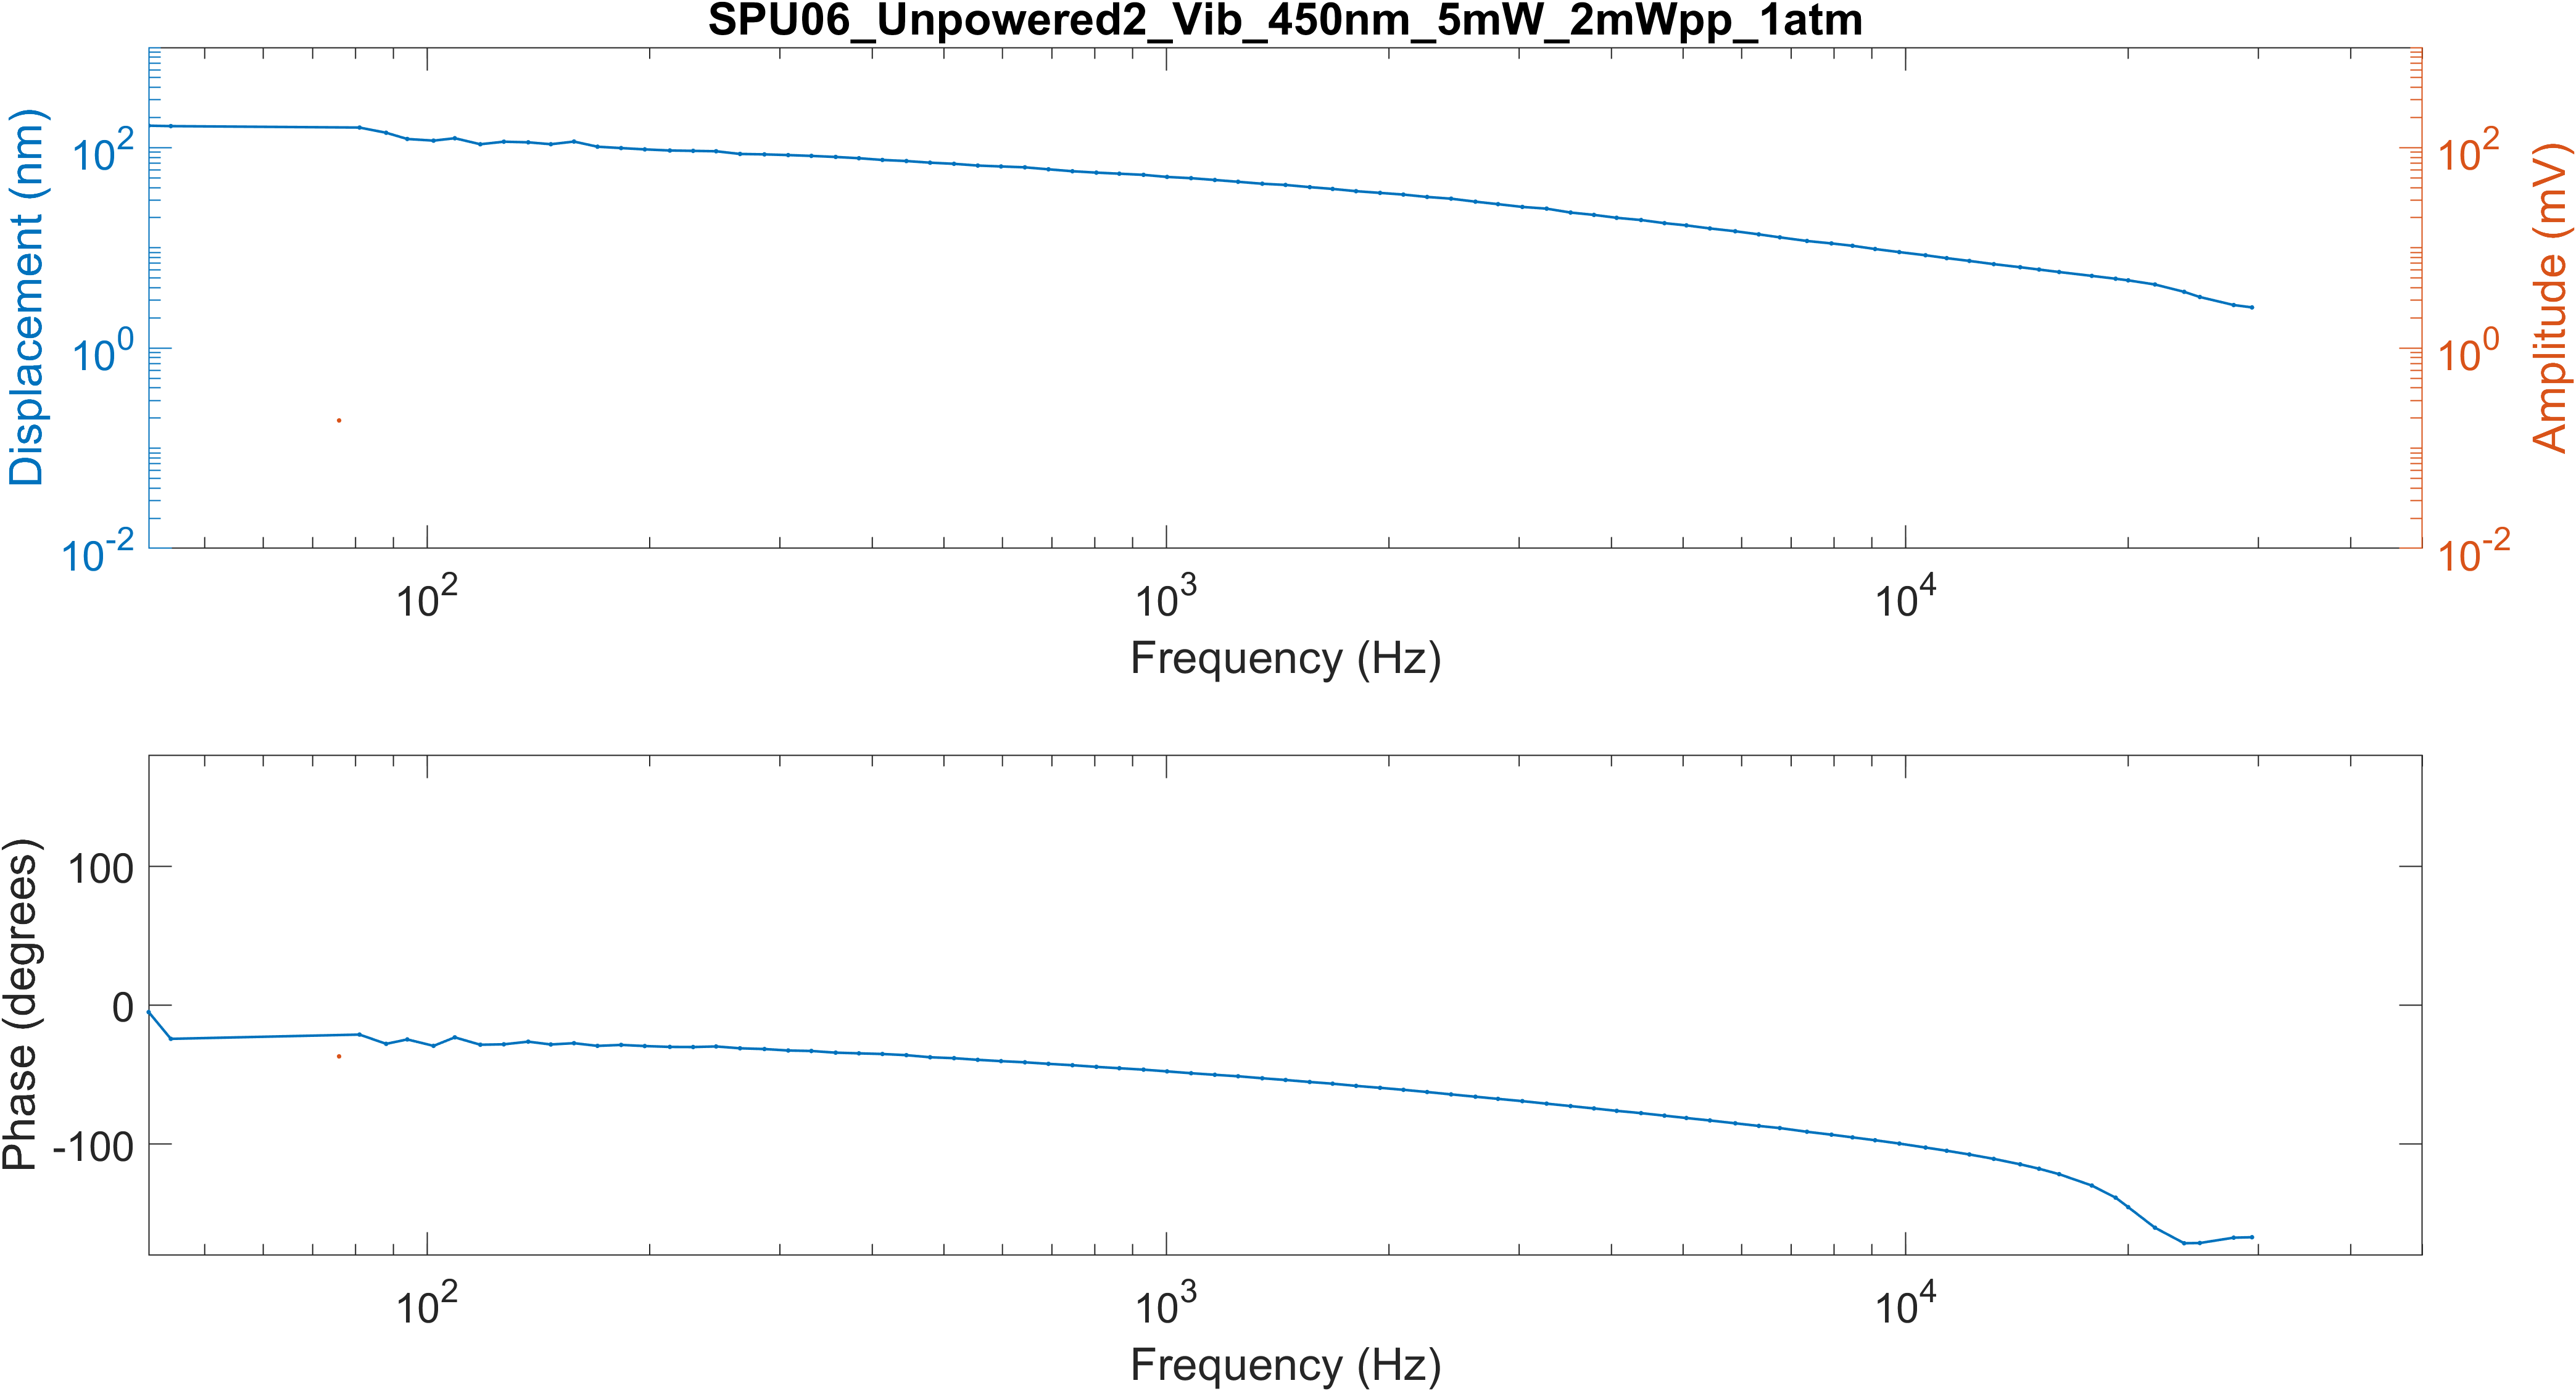 SPU06_Unpowered2_Vib_450nm_5mW_2mWpp_1atm
Displacement (nm)
10^2
10^0
10^-2
Amplitude (mV)
10^2
10^0
10^-2
10^2
10^3
10^4
Frequency (Hz)
Phase (degrees)
100
0
-100
10^2
10^3
10^4
Frequency (Hz)